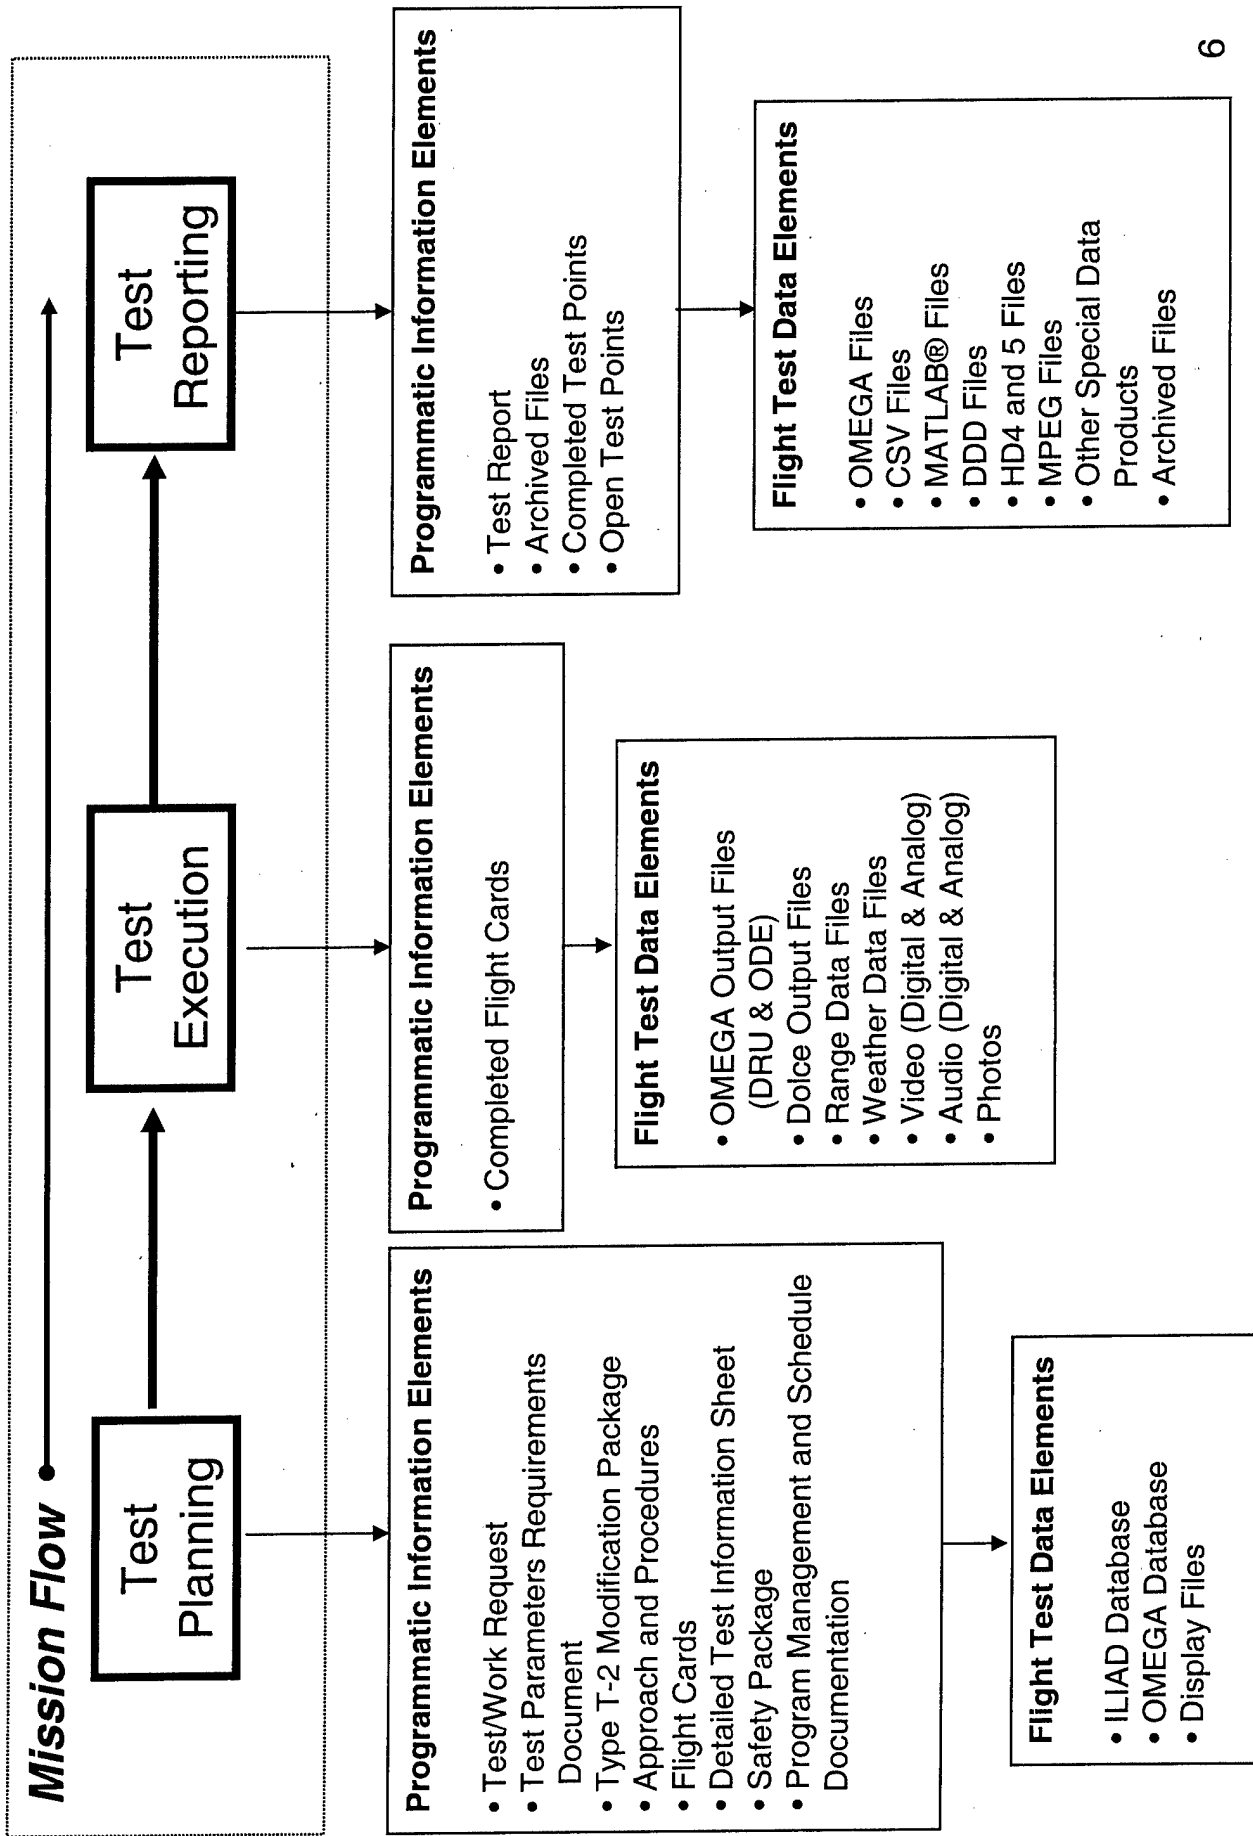 Mission Flow
Test
Planning
Test
Execution
Test
Reporting
Programmatic Information Elements
• Test/Work Request
• Test Parameters Requirements
Document
• Type T-2 Modification Package
• Approach and Procedures
• Flight Cards
• Detailed Test Information Sheet
• Safety Package
• Program Management and Schedule
Documentation
Flight Test Data Elements
• ILIAD Database
• OMEGA Database
• Display Files
Programmatic Information Elements
• Completed Flight Cards
Flight Test Data Elements
• OMEGA Output Files
(DRU & ODE)
• Dolce Output Files
• Range Data Files
• Weather Data Files
• Video (Digital & Analog)
• Audio (Digital & Analog)
• Photos
Programmatic Information Elements
• Test Report
• Archived Files
• Completed Test Points
• Open Test Points
Flight Test Data Elements
• OMEGA Files
• CSV Files
• MATLAB® Files
• DDD Files
• HD4 and 5 Files
• MPEG Files
• Other Special Data
Products
• Archived Files
6